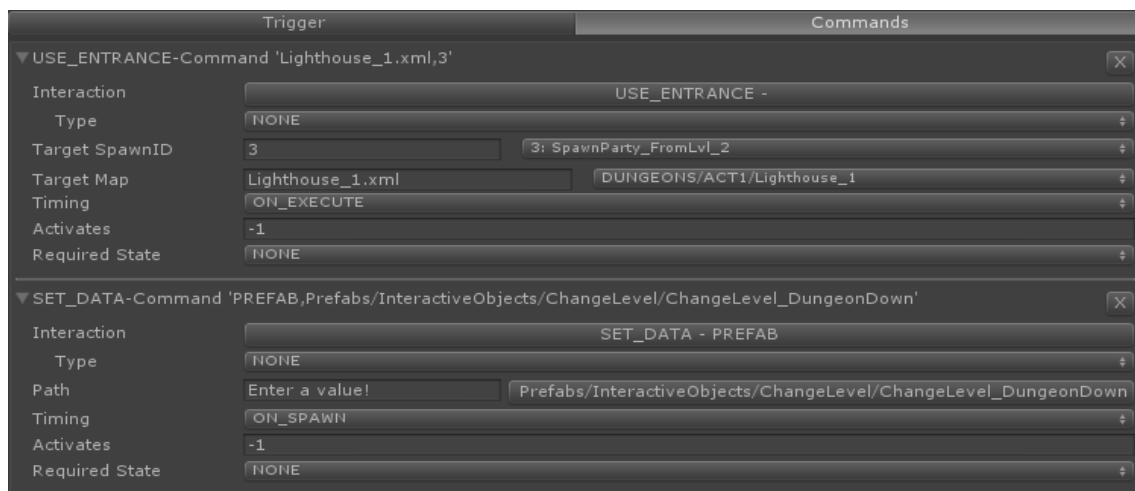 Trigger Commands
USE_ENTRANCE-Command 'Lighthouse_1.xml,3' X
Interaction USE_ENTRANCE -
Type NONE
Target SpawnID 3 3: SpawnParty_FromLvl_2
Target Map Lighthouse_1.xml DUNGEONS/ACT1/Lighthouse_1
Timing ON_EXECUTE
Activates -1
Required State NONE
SET_DATA-Command 'PREFAB,Prefabs/InteractiveObjects/ChangeLevel/ChangeLevel_DungeonDown' X
Interaction SET_DATA - PREFAB
Type NONE
Path Enter a value! Prefabs/InteractiveObjects/ChangeLevel/ChangeLevel_DungeonDown
Timing ON_SPAWN
Activates -1
Required State NONE